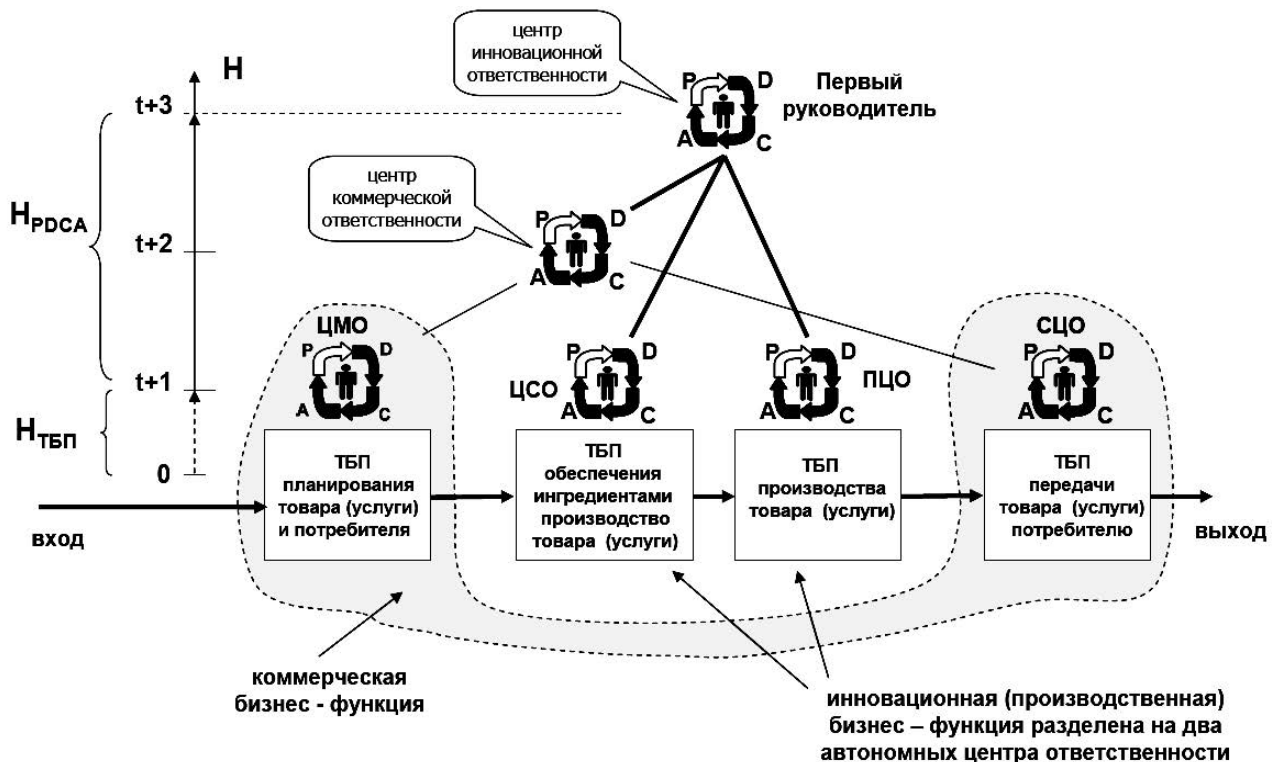 центр
инновационной
ответственности
H
P D
A C
Первый
руководитель
t+3
центр
коммерческой
ответственности
P D
A C
H PDCA
t+2
ЦМО
P D
A C
ЦСО
P D
A C
P D
A C
ПЦО
СЦО
P D
A C
t+1
H ТБП
0
ТБП
планирования
товара (услуги)
и потребителя
ТБП
обеспечения
ингредиентами
производство
товара (услуги)
ТБП
производства
товара (услуги)
ТБП
передачи
товара (услуги)
потребителю
вход
выход
коммерческая
бизнес - функция
инновационная (производственная)
бизнес – функция разделена на два
автономных центра ответственности